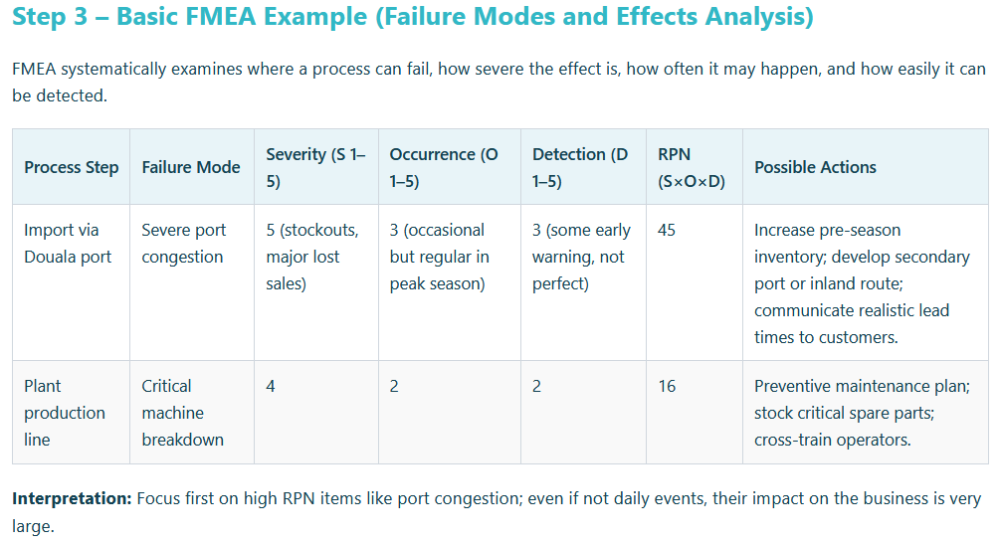 Step 3 – Basic FMEA Example (Failure Modes and Effects Analysis)
FMEA systematically examines where a process can fail, how severe the effect is, how often it may happen, and how easily it can
be detected.
Process Step
Failure Mode
Severity (S 1–
5)
Occurrence (O
1–5)
Detection (D
1–5)
RPN
(S×O×D)
Possible Actions
Import via
Douala port
Severe port
congestion
5 (stockouts,
major lost
sales)
3 (occasional
but regular in
peak season)
3 (some early
warning, not
perfect)
45
Increase pre-season
inventory; develop secondary
port or inland route;
communicate realistic lead
times to customers.
Plant
production
line
Critical
machine
breakdown
4
2
2
16
Preventive maintenance plan;
stock critical spare parts;
cross-train operators.
Interpretation: Focus first on high RPN items like port congestion; even if not daily events, their impact on the business is very
large.